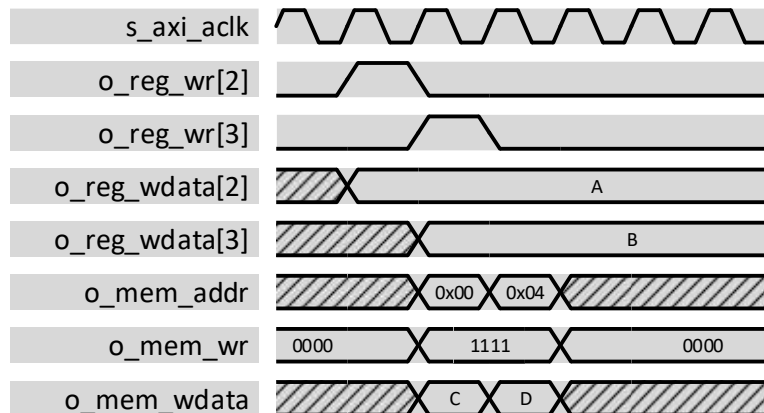 s_axi_aclk
o_reg_wr[2]
o_reg_wr[3]
o_reg_wdata[2] A
o_reg_wdata[3] B
o_mem_addr 0x00 0x04
o_mem_wr 0000 1111 0000
o_mem_wdata C D